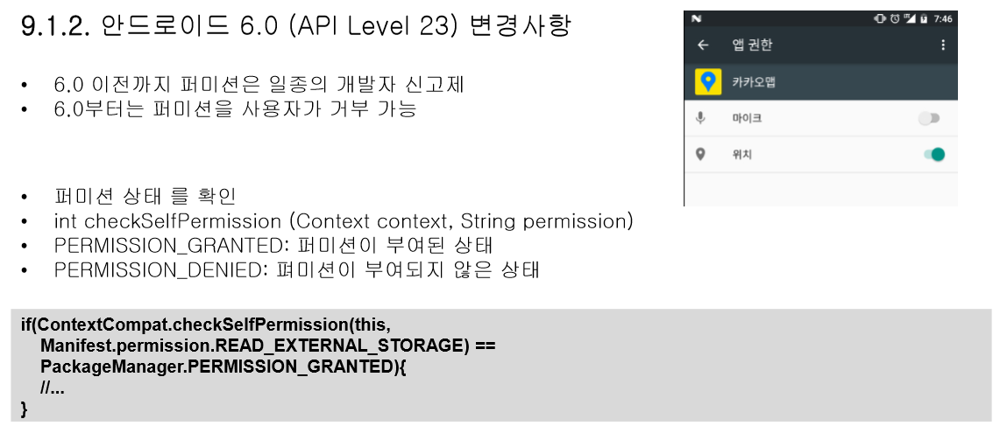 9.1.2. 안드로이드 6.0 (API Level 23) 변경사항
• 6.0 이전까지 퍼미션은 일종의 개발자 신고제
• 6.0부터는 퍼미션을 사용자가 거부 가능
• 퍼미션 상태 를 확인
• int checkSelfPermission (Context context, String permission)
• PERMISSION_GRANTED: 퍼미션이 부여된 상태
• PERMISSION_DENIED: 펴미션이 부여되지 않은 상태
7:46
앱 권한
카카오맵
마이크
위치
if(ContextCompat.checkSelfPermission(this,
Manifest.permission.READ_EXTERNAL_STORAGE) ==
PackageManager.PERMISSION_GRANTED){
//...
}